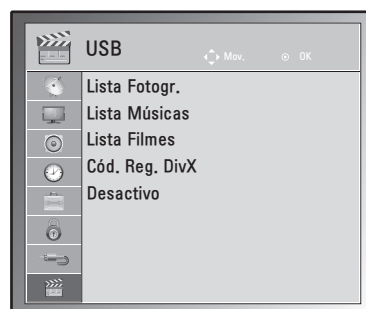 USB
Mov. OK
Lista Fotogr.
Lista Músicas
Lista Filmes
Cód. Reg. DivX
Desactivo